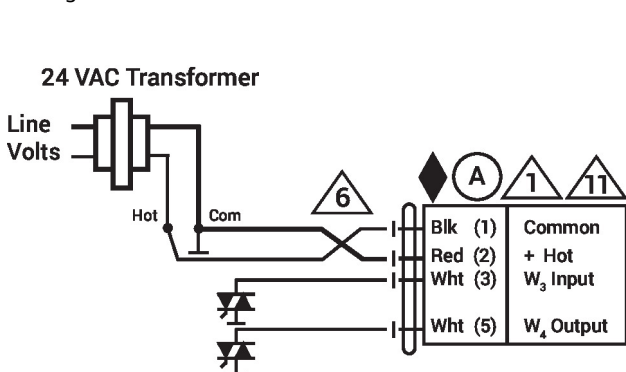 24 VAC Transformer
Line
Volts
Hot
Com
6
A
1
11
Blk (1) Common
Red (2) + Hot
Wht (3) W₃ Input
Wht (5) W₄ Output